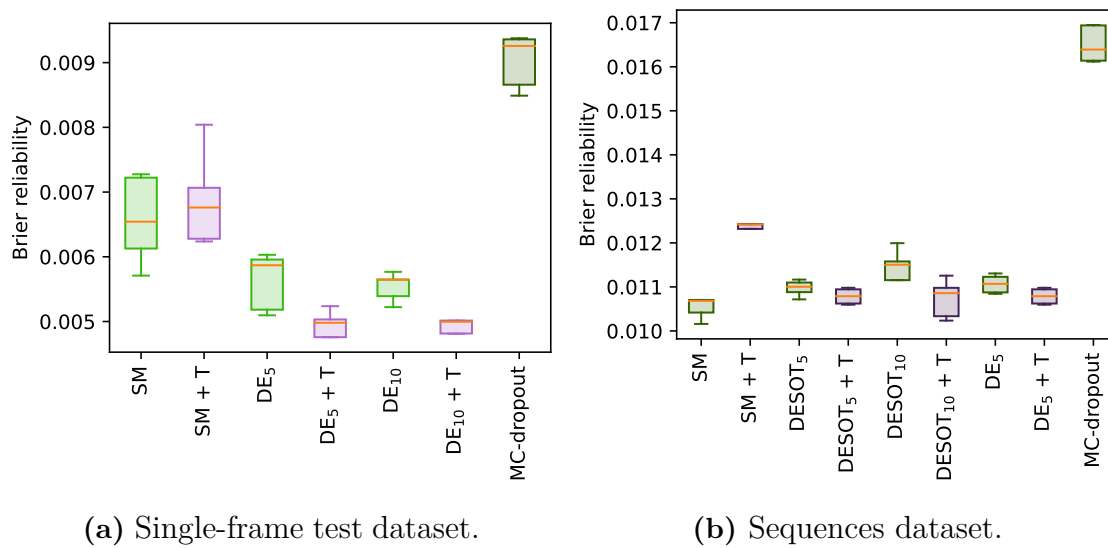 0.009
0.008
0.007
0.006
0.005
Brier reliability
SM
SM + T
DE₅
DE₅ + T
DE₁₀
DE₁₀ + T
MC-dropout
(a) Single-frame test dataset.
0.017
0.016
0.015
0.014
0.013
0.012
0.011
0.010
Brier reliability
SM
SM + T
DESOT₅
DESOT₅ + T
DESOT₁₀
DESOT₁₀ + T
DE₅
DE₅ + T
MC-dropout
(b) Sequences dataset.